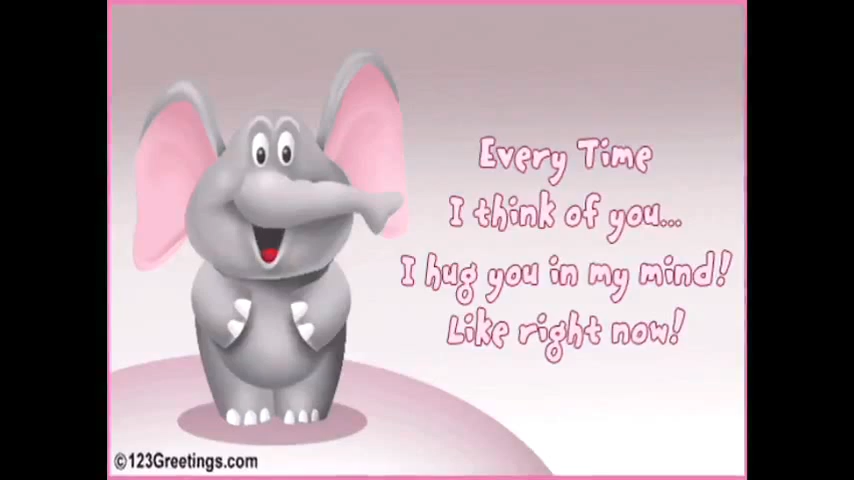 Every Time
I think of you...
I hug you in my mind!
Like right now!
©123Greetings.com